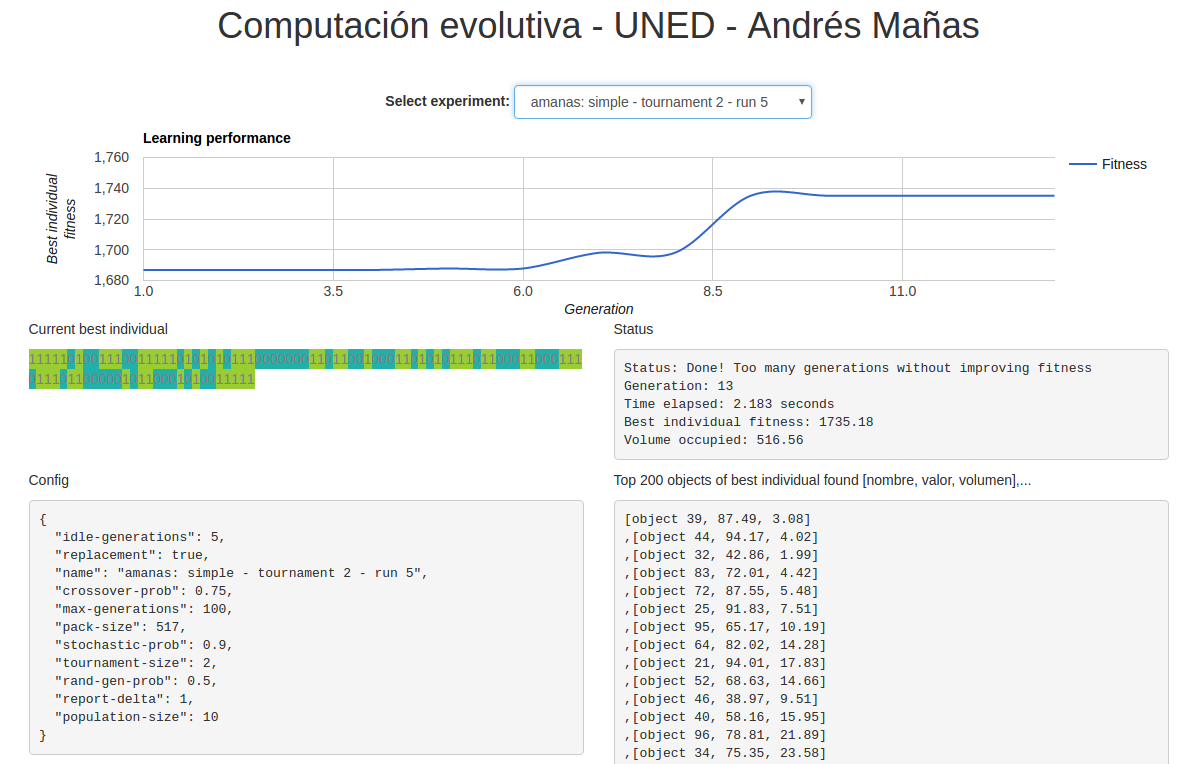 Computación evolutiva - UNED - Andrés Mañas
Select experiment: amanas: simple - tournament 2 - run 5
Learning performance
Best individual
fitness
1,760
1,740
1,720
1,700
1,680
1.0 3.5 6.0 8.5 11.0
Generation
Fitness
Current best individual
Status
Status: Done! Too many generations without improving fitness
Generation: 13
Time elapsed: 2.183 seconds
Best individual fitness: 1735.18
Volume occupied: 516.56
Config
{
"idle-generations": 5,
"replacement": true,
"name": "amanas: simple - tournament 2 - run 5",
"crossover-prob": 0.75,
"max-generations": 100,
"pack-size": 517,
"stochastic-prob": 0.9,
"tournament-size": 2,
"rand-gen-prob": 0.5,
"report-delta": 1,
"population-size": 10
}
Top 200 objects of best individual found [nombre, valor, volumen],...
[object 39, 87.49, 3.08]
,[object 44, 94.17, 4.02]
,[object 32, 42.86, 1.99]
,[object 83, 72.01, 4.42]
,[object 72, 87.55, 5.48]
,[object 25, 91.83, 7.51]
,[object 95, 65.17, 10.19]
,[object 64, 82.02, 14.28]
,[object 21, 94.01, 17.83]
,[object 52, 68.63, 14.66]
,[object 46, 38.97, 9.51]
,[object 40, 58.16, 15.95]
,[object 96, 78.81, 21.89]
,[object 34, 75.35, 23.58]